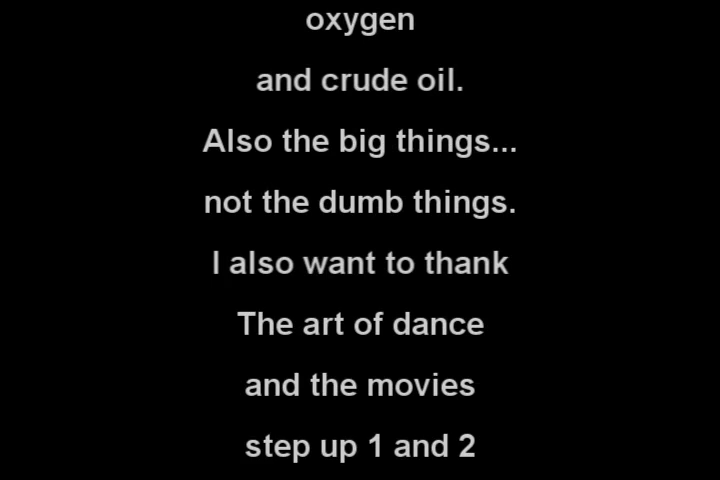 oxygen
and crude oil.
Also the big things...
not the dumb things.
I also want to thank
The art of dance
and the movies
step up 1 and 2